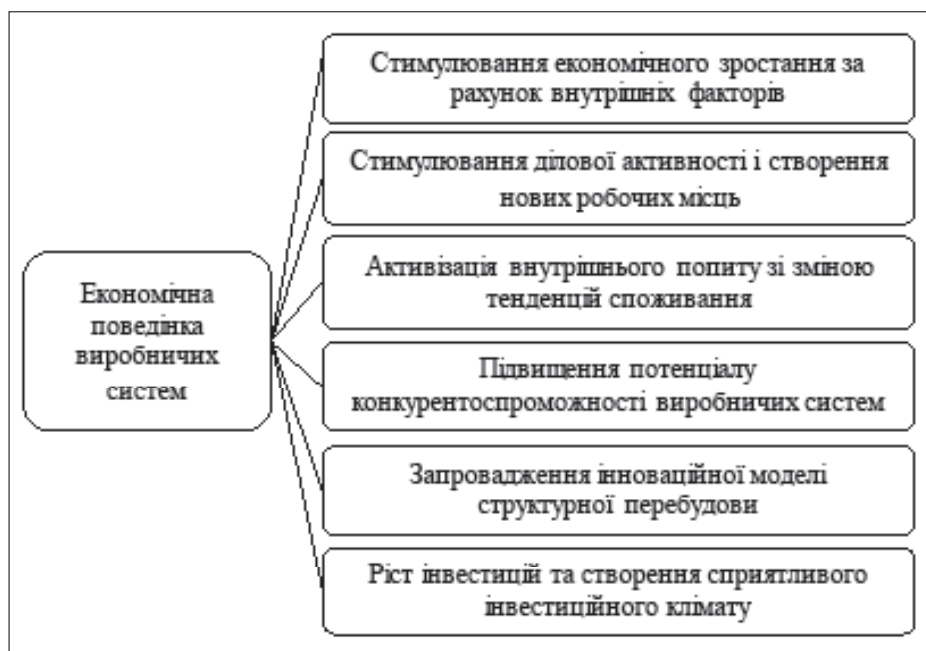 Економічна
поведінка
виробничих
систем
Стимулювання економічного зростання за
рахунок внутрішніх факторів
Стимулювання ділової активності і створення
нових робочих місць
Активізація внутрішнього попиту зі зміною
тенденцій споживання
Підвищення потенціалу
конкурентоспроможності виробничих систем
Запровадження інноваційної моделі
структурної перебудови
Ріст інвестицій та створення сприятливого
інвестиційного клімату